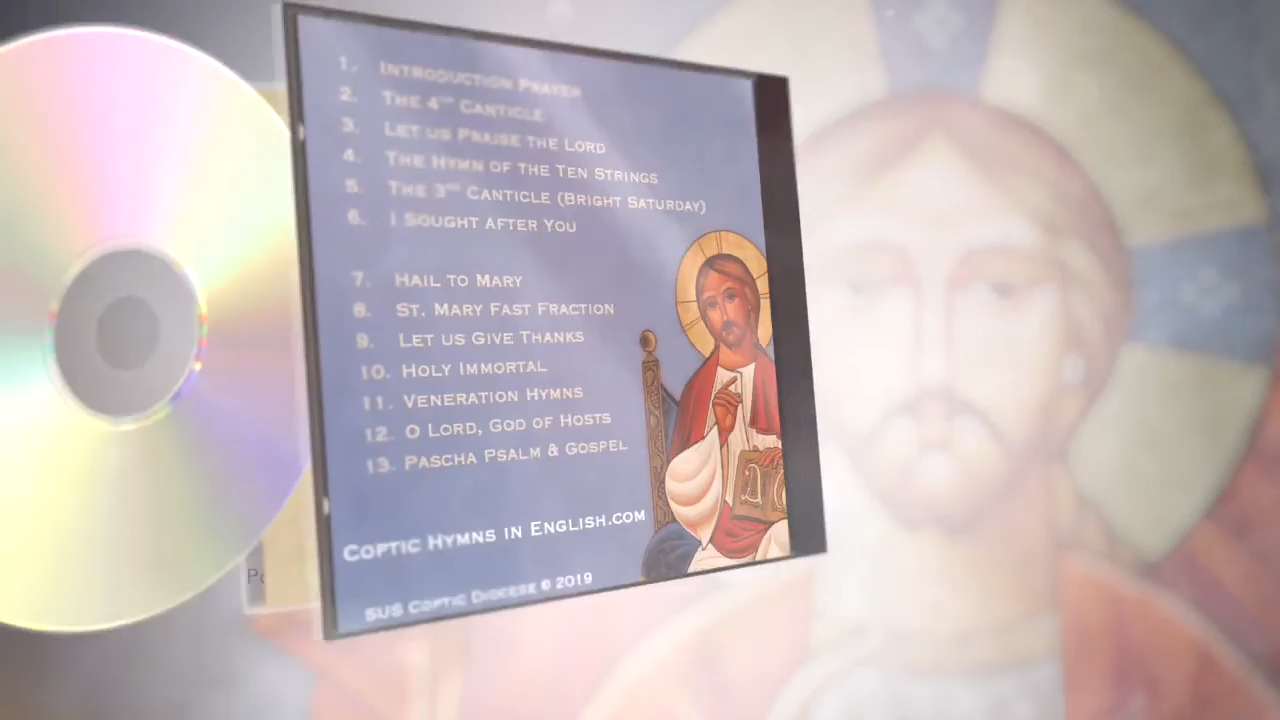 1. Introduction Prayer
2. The 4th Canticle
3. Let us Praise the Lord
4. The Hymn of the Ten Strings
5. The 3rd Canticle (Bright Saturday)
6. I Sought After You
7. Hail to Mary
8. St. Mary Fast Fraction
9. Let us Give Thanks
10. Holy Immortal
11. Veneration Hymns
12. O Lord, God of Hosts
13. Pascha Psalm & Gospel
Coptic Hymns in English.com
SUS Coptic Diocese © 2019